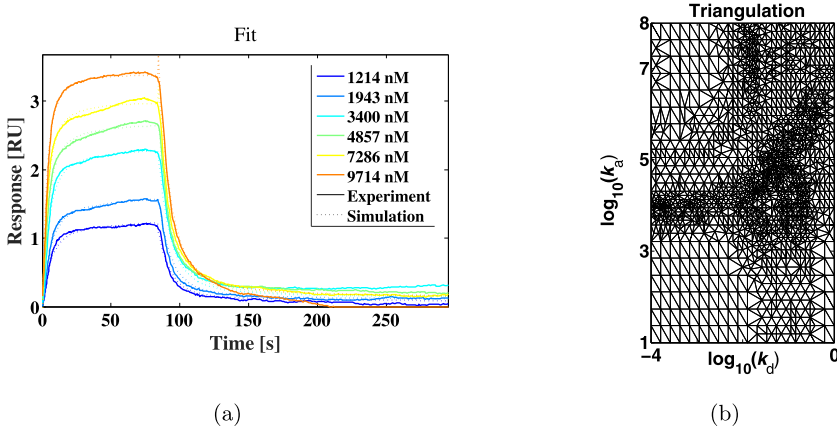 Fit
Response [RU]
3
2
1
0
0 50 100 150 200 250
Time [s]
1214 nM
1943 nM
3400 nM
4857 nM
7286 nM
9714 nM
Experiment
Simulation
(a)
Triangulation
log10(ka)
8
7
5
3
1
-4 0
log10(kd)
(b)